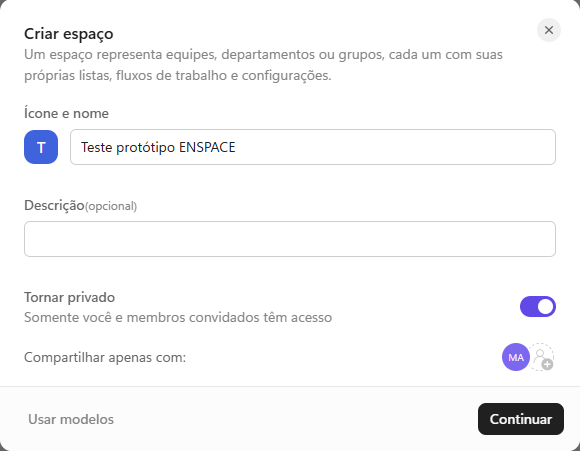 Criar espaço
Um espaço representa equipes, departamentos ou grupos, cada um com suas
próprias listas, fluxos de trabalho e configurações.
Ícone e nome
T
Teste protótipo ENSPACE
Descrição(opcional)
Tornar privado
Somente você e membros convidados têm acesso
Compartilhar apenas com:
MA
Usar modelos
Continuar